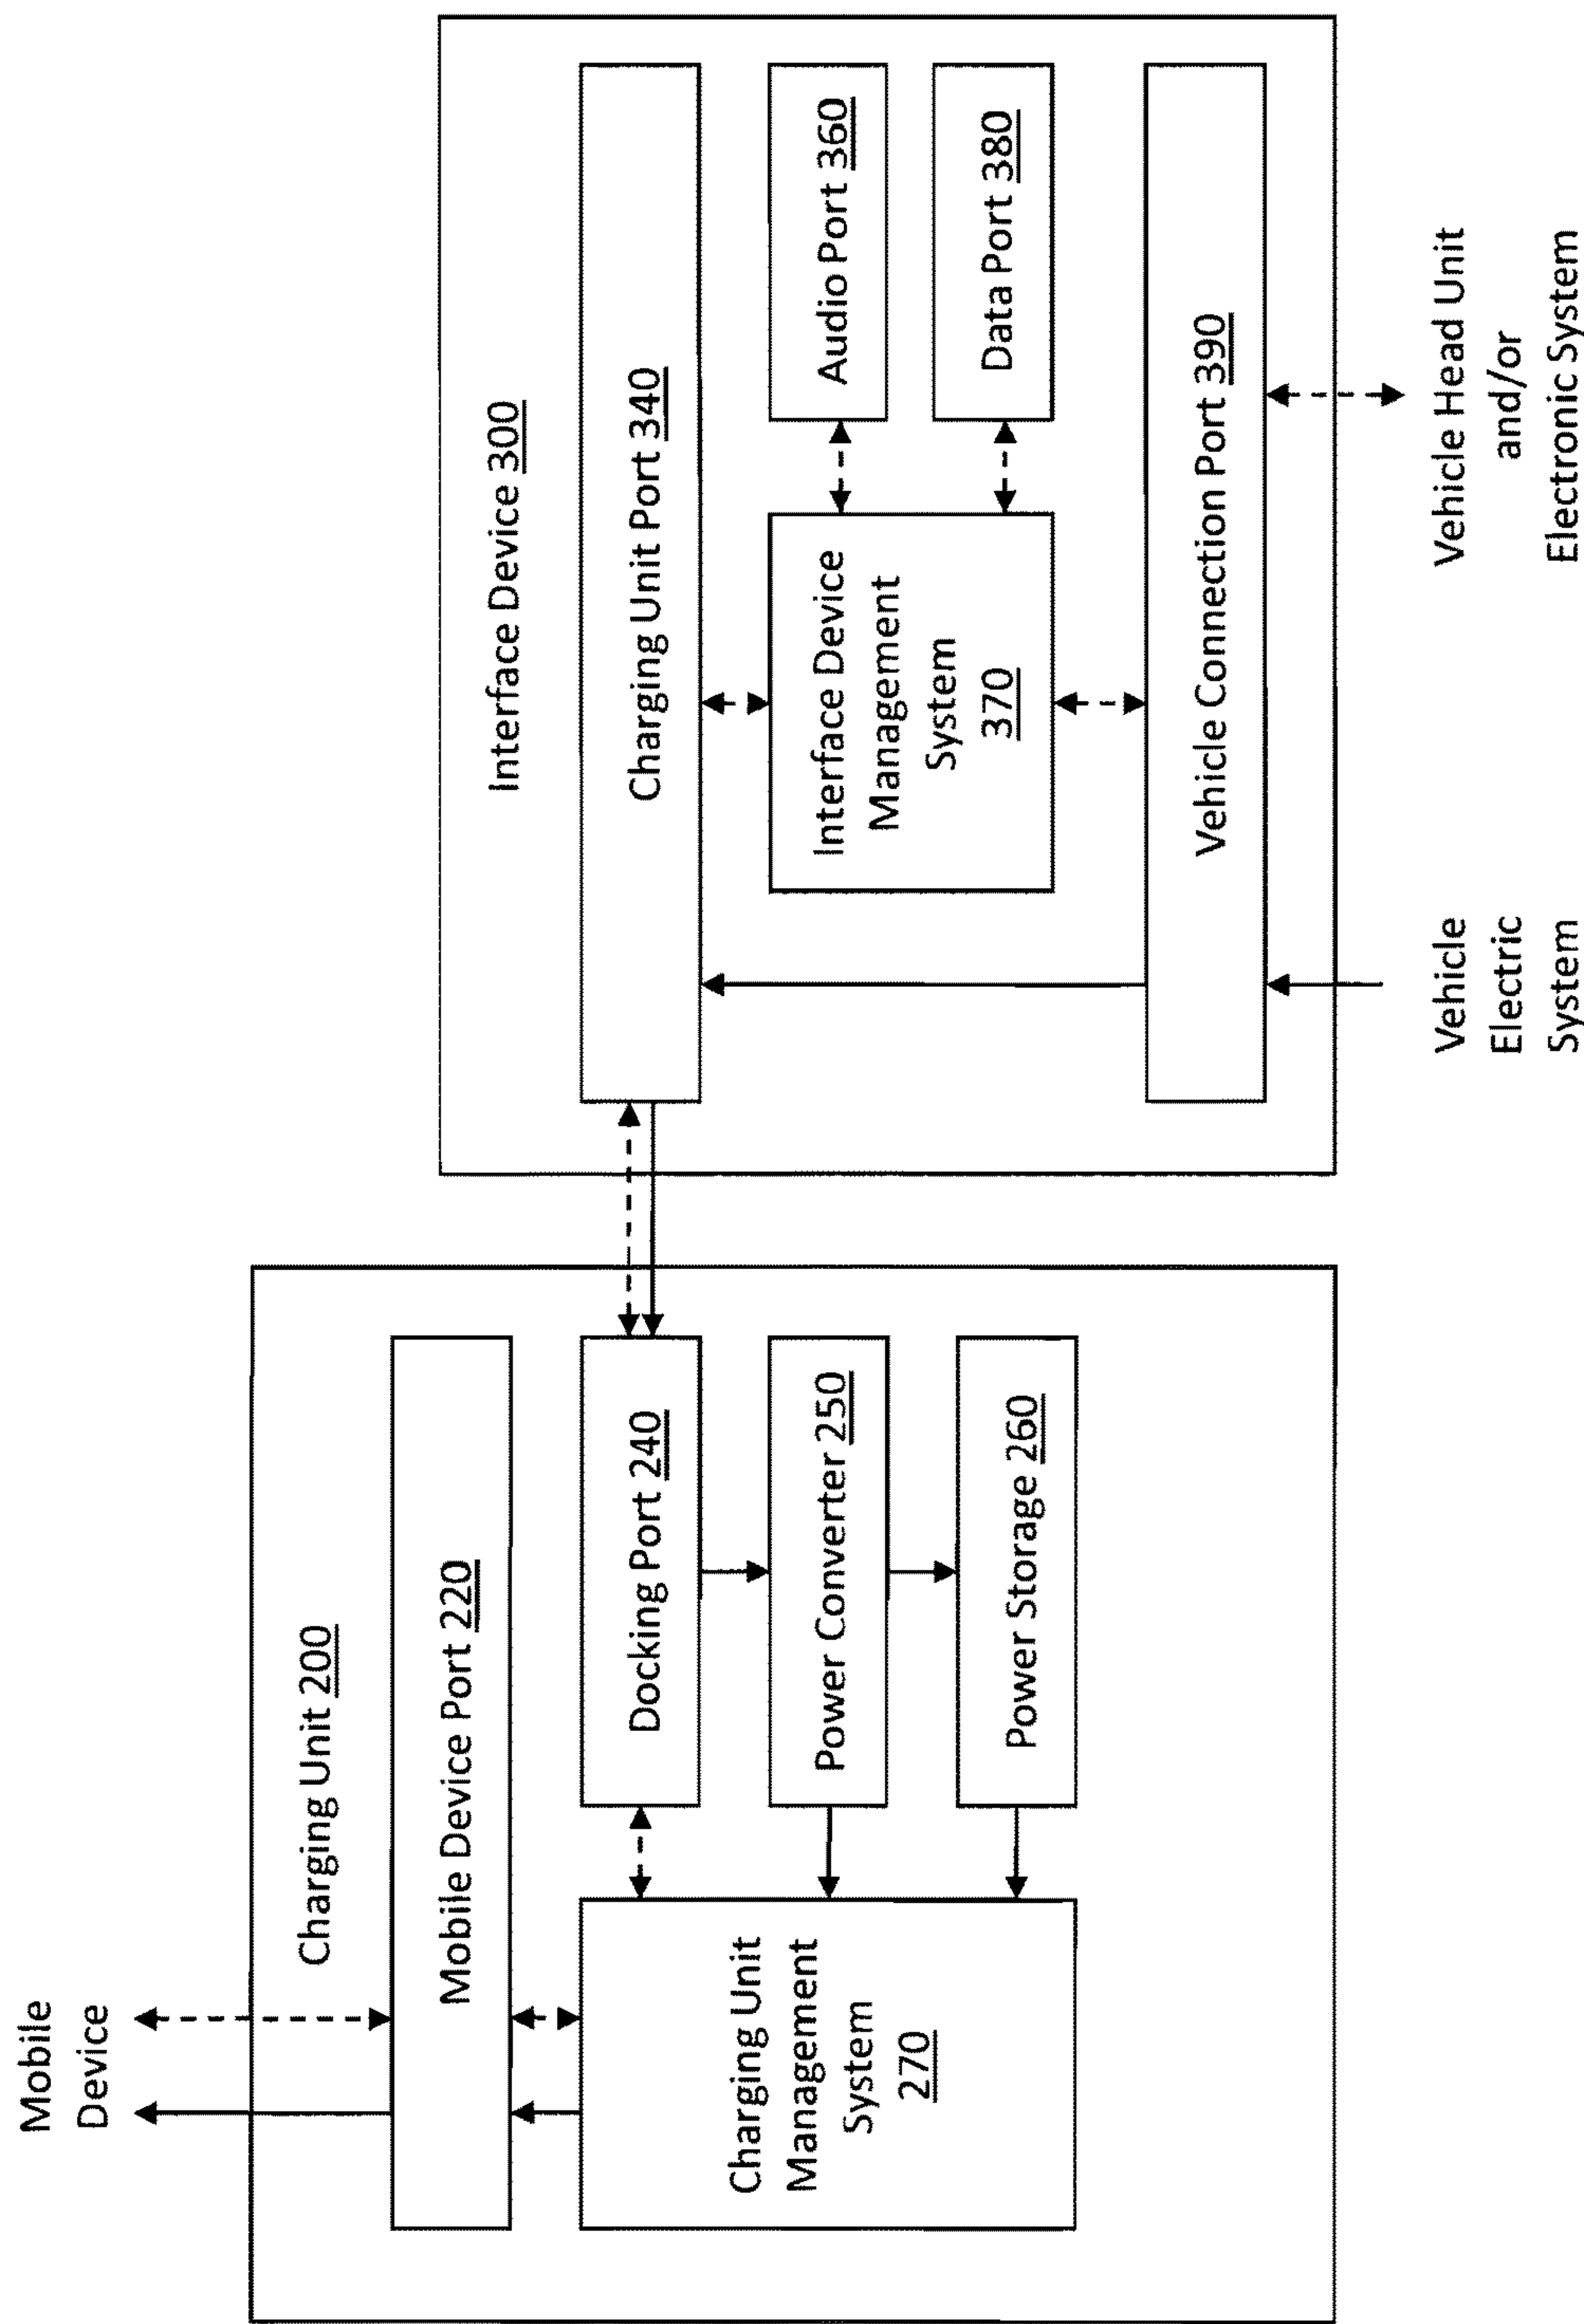 Mobile
Device
Charging Unit 200
Mobile Device Port 220
Docking Port 240
Power Converter 250
Power Storage 260
Charging Unit
Management
System
270
Interface Device 300
Charging Unit Port 340
Audio Port 360
Data Port 380
Interface Device
Management
System
370
Vehicle Connection Port 390
Vehicle
Electric
System
Vehicle Head Unit
and/or
Electronic System